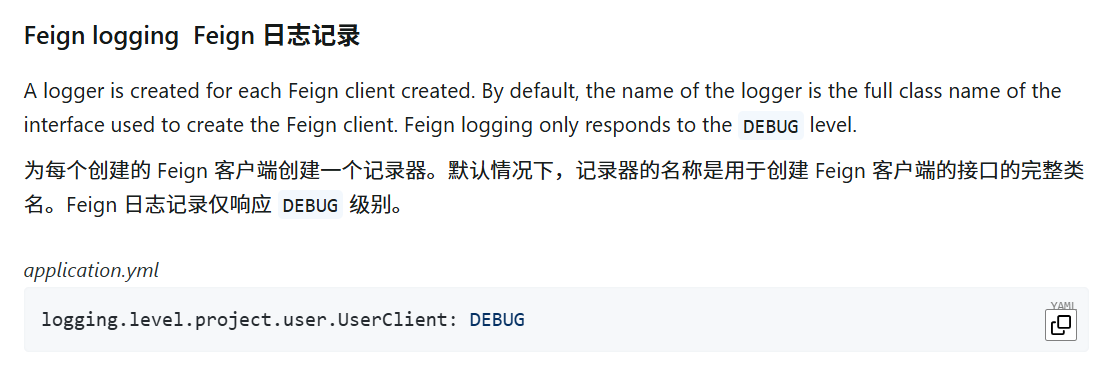 Feign logging  Feign 日志记录
A logger is created for each Feign client created. By default, the name of the logger is the full class name of the
interface used to create the Feign client. Feign logging only responds to the DEBUG level.
为每个创建的 Feign 客户端创建一个记录器。默认情况下，记录器的名称是用于创建 Feign 客户端的接口的完整类
名。Feign 日志记录仅响应 DEBUG 级别。
application.yml
YAML
logging.level.project.user.UserClient: DEBUG